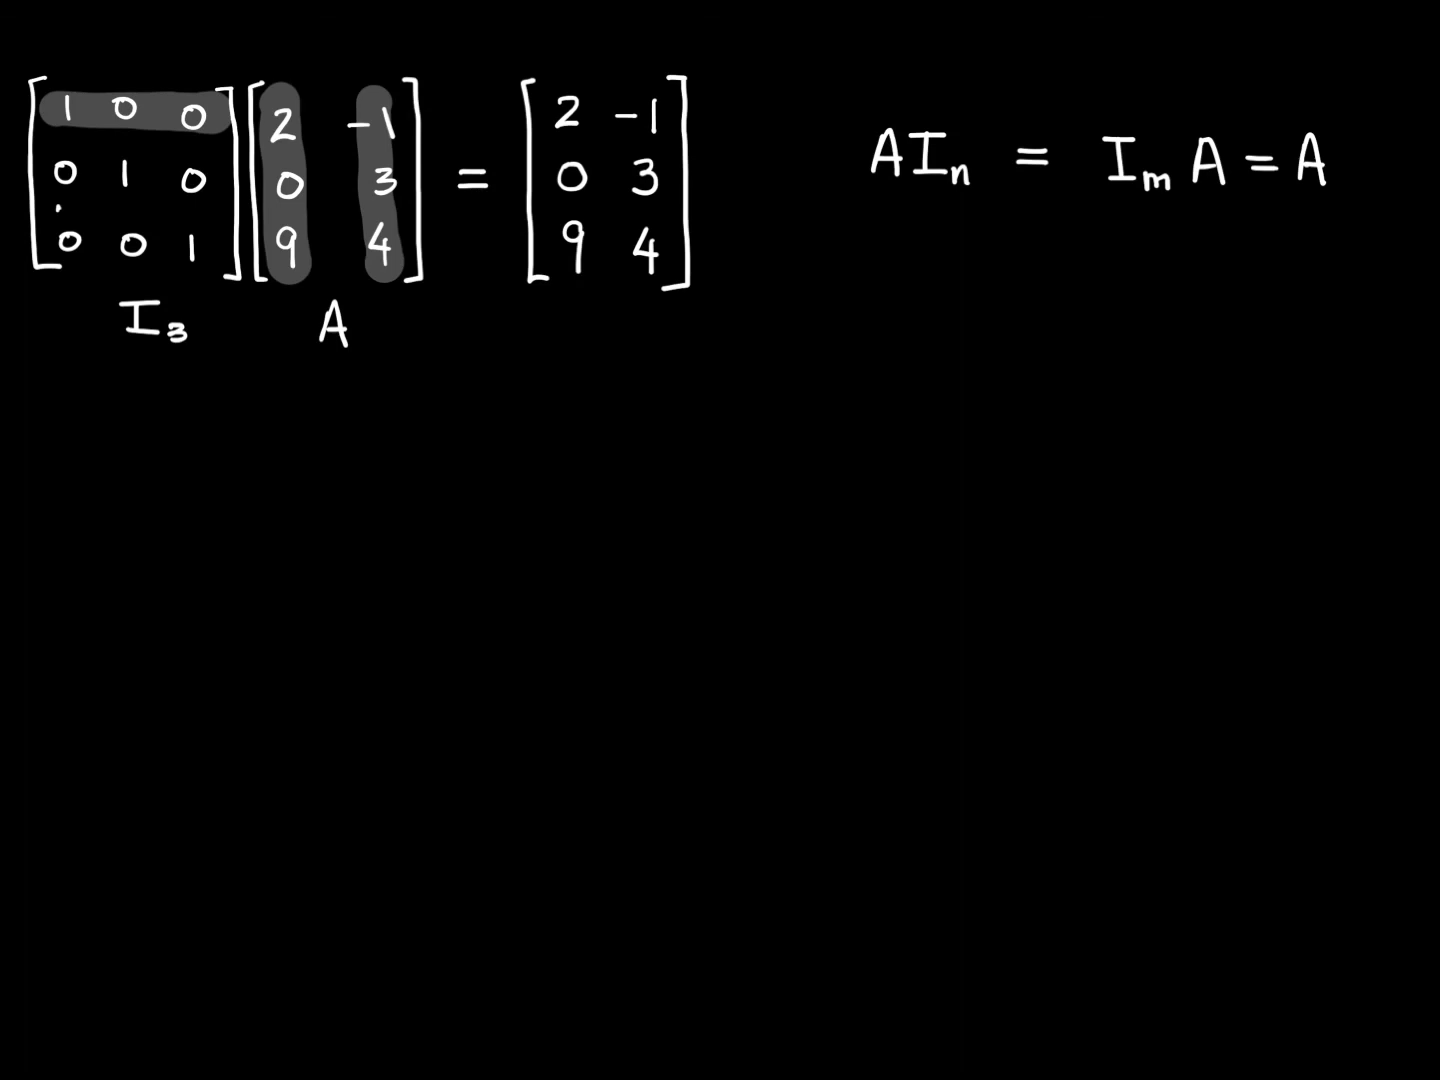 [1 0 0] [2 -1] = [2 -1]
[0 1 0] [0 3] [0 3]
[0 0 1] [9 4] [9 4]
I₃ A
AIₙ = Iₘ A = A